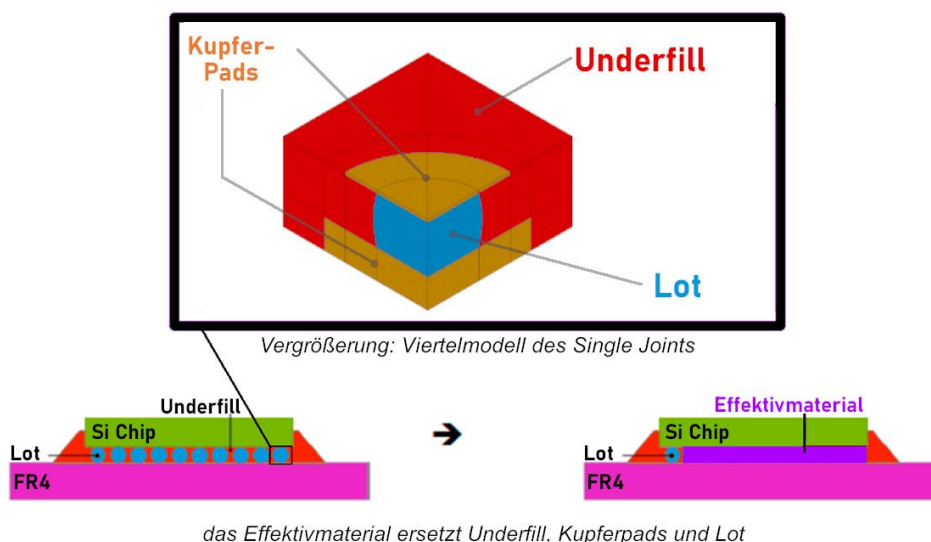 Kupfer-
Pads
Underfill
Lot
Vergrößerung: Viertelmodell des Single Joints
Underfill
Si Chip
Lot
FR4
➔
Effektivmaterial
Si Chip
Lot
FR4
das Effektivmaterial ersetzt Underfill, Kupferpads und Lot